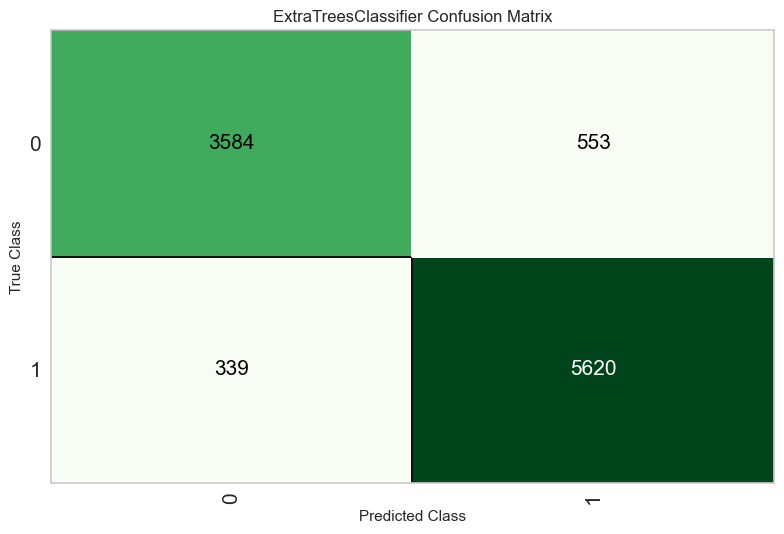 ExtraTreesClassifier Confusion Matrix
0
3584
553
True Class
1
339
5620
0
1
Predicted Class